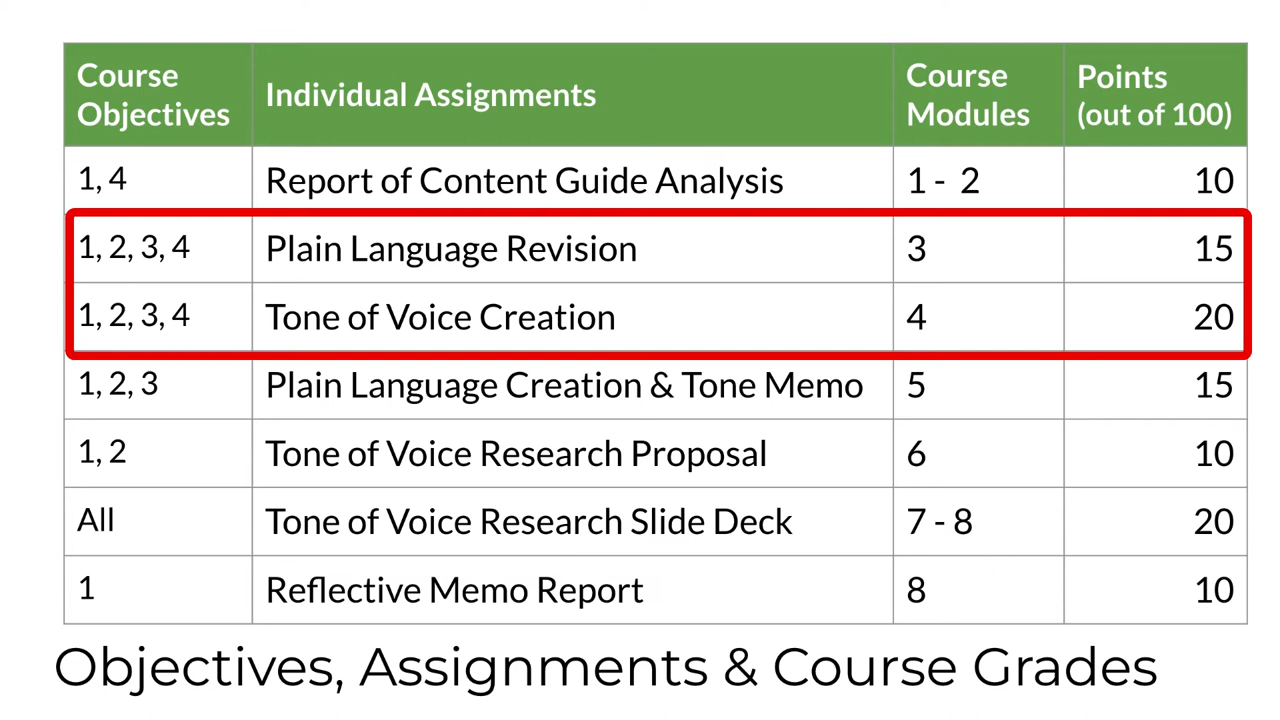 Course Objectives Individual Assignments Course Modules Points (out of 100)
1, 4 Report of Content Guide Analysis 1 - 2 10
1, 2, 3, 4 Plain Language Revision 3 15
1, 2, 3, 4 Tone of Voice Creation 4 20
1, 2, 3 Plain Language Creation & Tone Memo 5 15
1, 2 Tone of Voice Research Proposal 6 10
All Tone of Voice Research Slide Deck 7 - 8 20
1 Reflective Memo Report 8 10
Objectives, Assignments & Course Grades